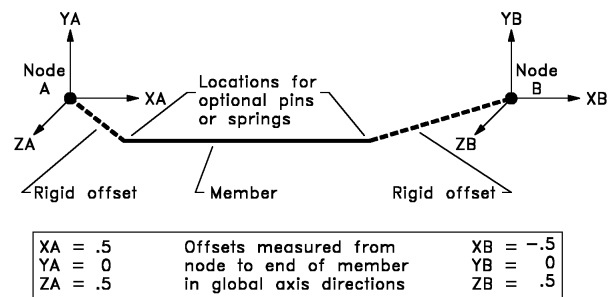 YA
YB
Node
A
Locations for
optional pins
or springs
Node
B
XA
XB
ZA
ZB
Rigid offset
Member
Rigid offset
XA = .5 Offsets measured from XB = -.5
YA = 0 node to end of member YB = 0
ZA = .5 in global axis directions ZB = .5